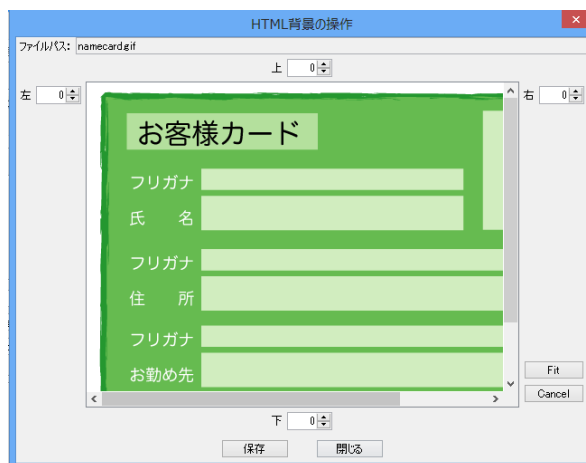 HTML背景の操作
ファイルパス: namecard.gif
上 0
左 0
右 0
お客様カード
フリガナ
氏 名
フリガナ
住 所
フリガナ
お勤め先
Fit
Cancel
下 0
保存 閉じる